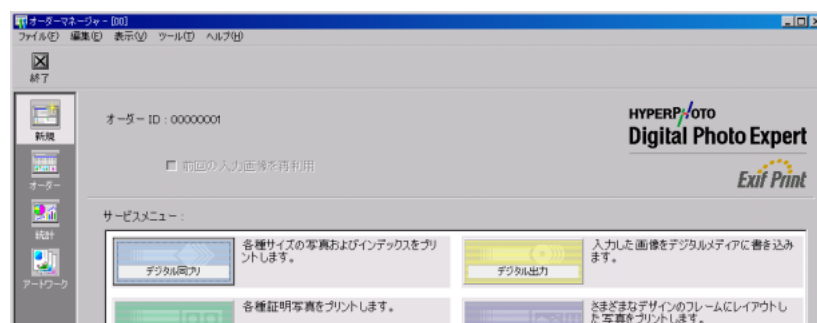 オーダーマネージャ - [00]
ファイル(F) 編集(E) 表示(V) ツール(T) ヘルプ(H)
終了
新規
オーダー
統計
アートワーク
オーダー ID : 00000001
前回の入力画像を再利用
HYPERPHOTO
Digital Photo Expert
Exif Print
サービスメニュー :
デジタル同プリ
各種サイズの写真およびインデックスをプリ
ントします。
デジタル出力
入力した画像をデジタルメディアに書き込み
ます。
各種証明写真をプリントします。
さまざまなデザインのフレームにレイアウトし
た写真をプリントします。